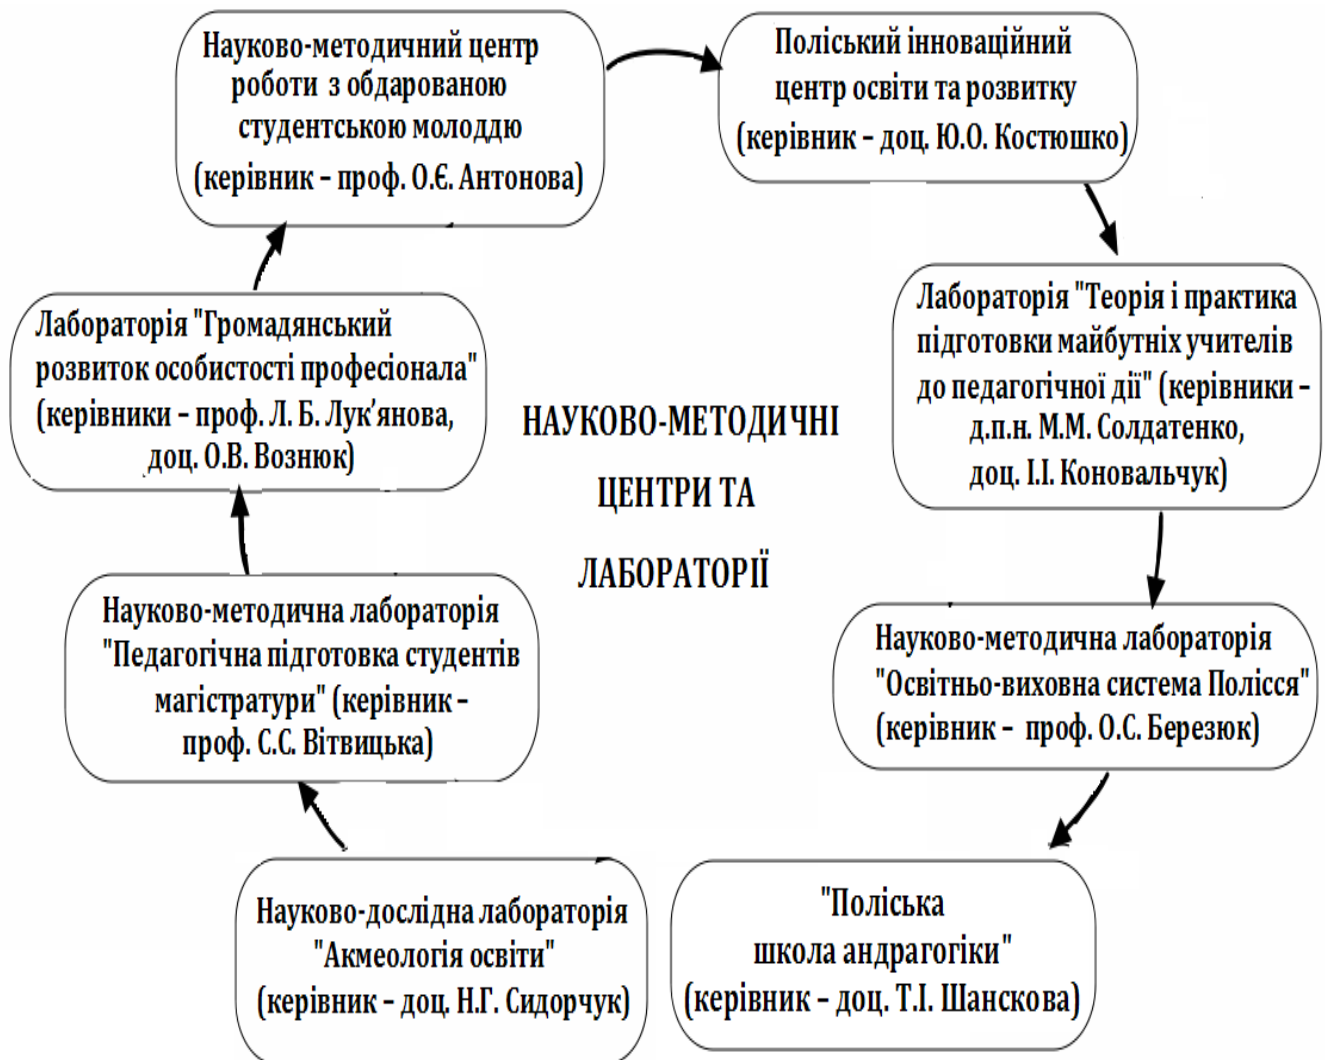 Науково-методичний центр
роботи з обдарованою
студентською молоддю
(керівник – проф. О.Є. Антонова)
Поліський інноваційний
центр освіти та розвитку
(керівник – доц. Ю.О. Костюшко)
Лабораторія "Громадянський
розвиток особистості професіонала"
(керівники – проф. Л. Б. Лук’янова,
доц. О.В. Вознюк)
Лабораторія "Теорія і практика
підготовки майбутніх учителів
до педагогічної дії" (керівники –
д.п.н. М.М. Солдатенко,
доц. І.І. Коновальчук)
НАУКОВО-МЕТОДИЧНІ
ЦЕНТРИ ТА
ЛАБОРАТОРІЇ
Науково-методична лабораторія
"Педагогічна підготовка студентів
магістратури" (керівник –
проф. С.С. Вітвицька)
Науково-методична лабораторія
"Освітньо-виховна система Полісся"
(керівник – проф. О.С. Березюк)
Науково-дослідна лабораторія
"Акмеологія освіти"
(керівник – доц. Н.Г. Сидорчук)
"Поліська
школа андрагогіки"
(керівник – доц. Т.І. Шанскова)